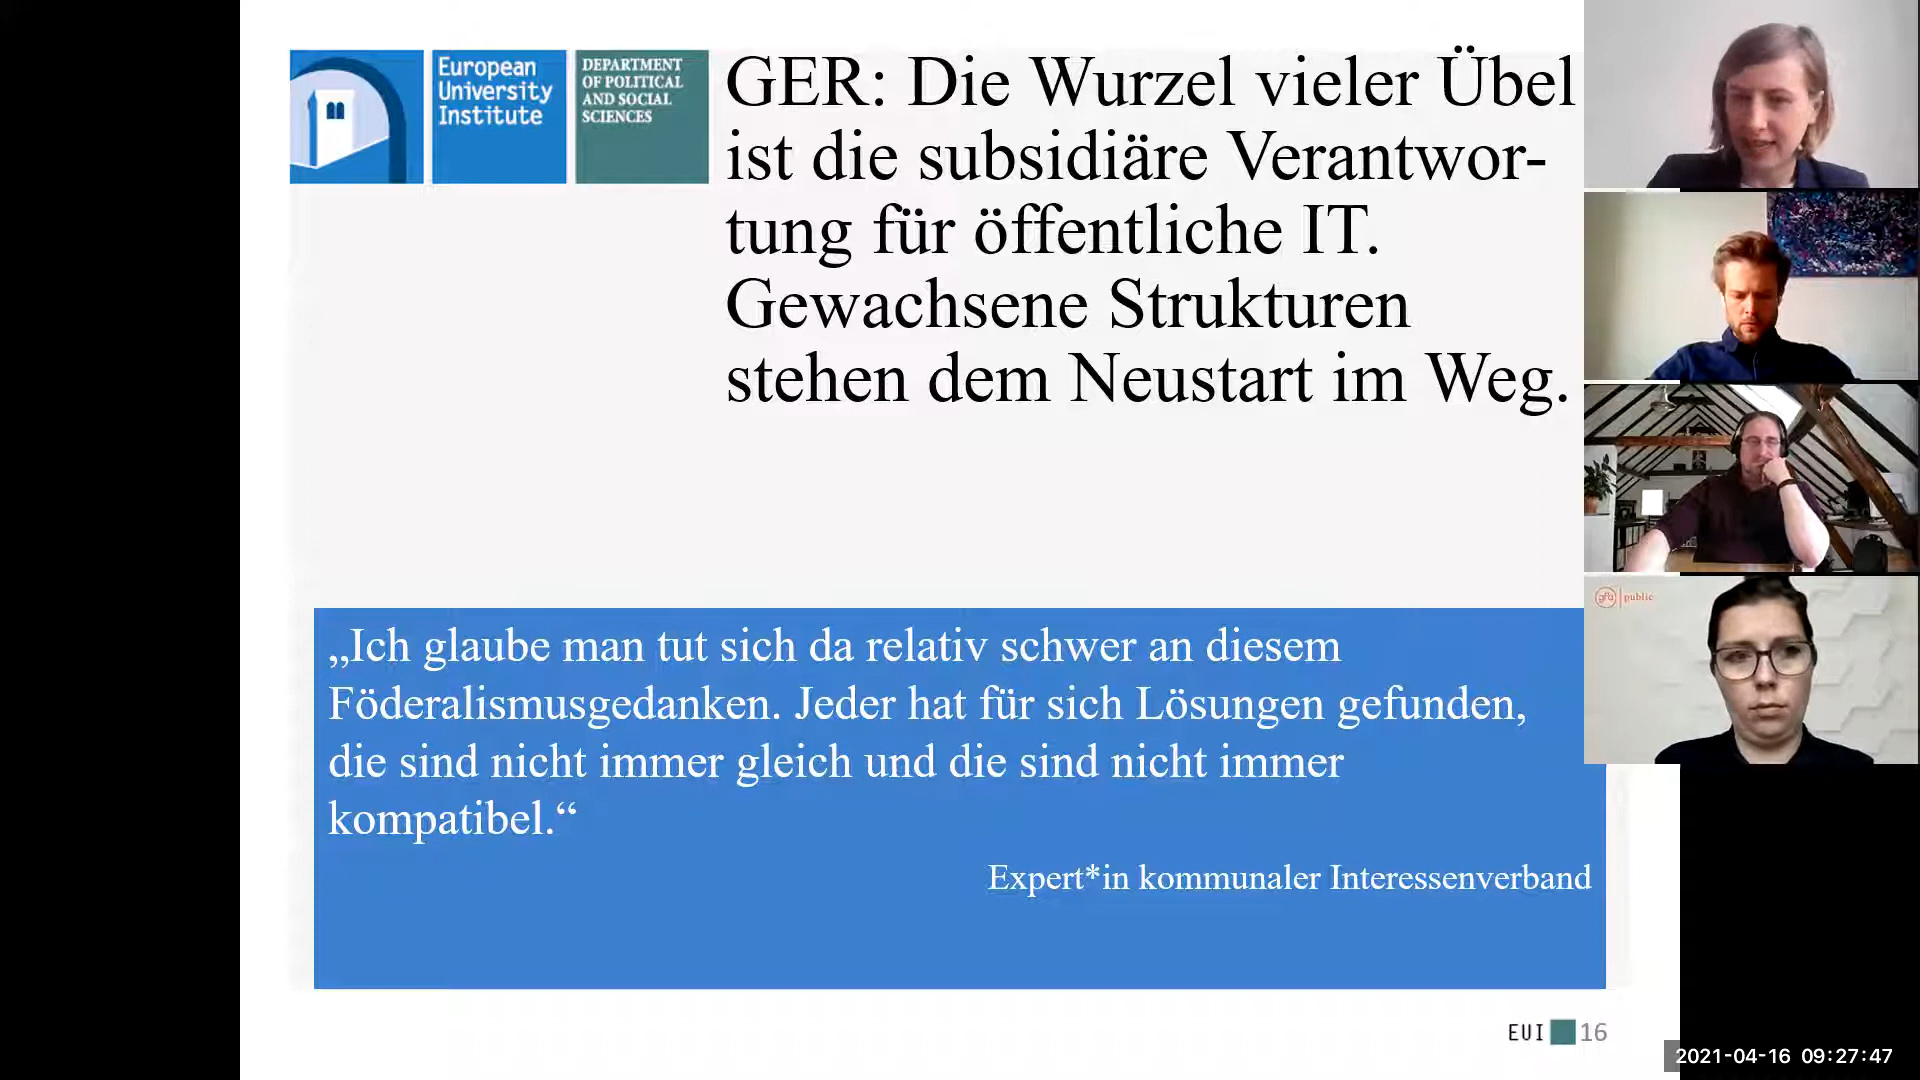 European
University
Institute
DEPARTMENT
OF POLITICAL
AND SOCIAL
SCIENCES
GER: Die Wurzel vieler Übel
ist die subsidiäre Verantwor-
tung für öffentliche IT.
Gewachsene Strukturen
stehen dem Neustart im Weg.
„Ich glaube man tut sich da relativ schwer an diesem
Föderalismusgedanken. Jeder hat für sich Lösungen gefunden,
die sind nicht immer gleich und die sind nicht immer
kompatibel.“
Expert*in kommunaler Interessenverband
EUI 16
public
2021-04-16 09:27:47